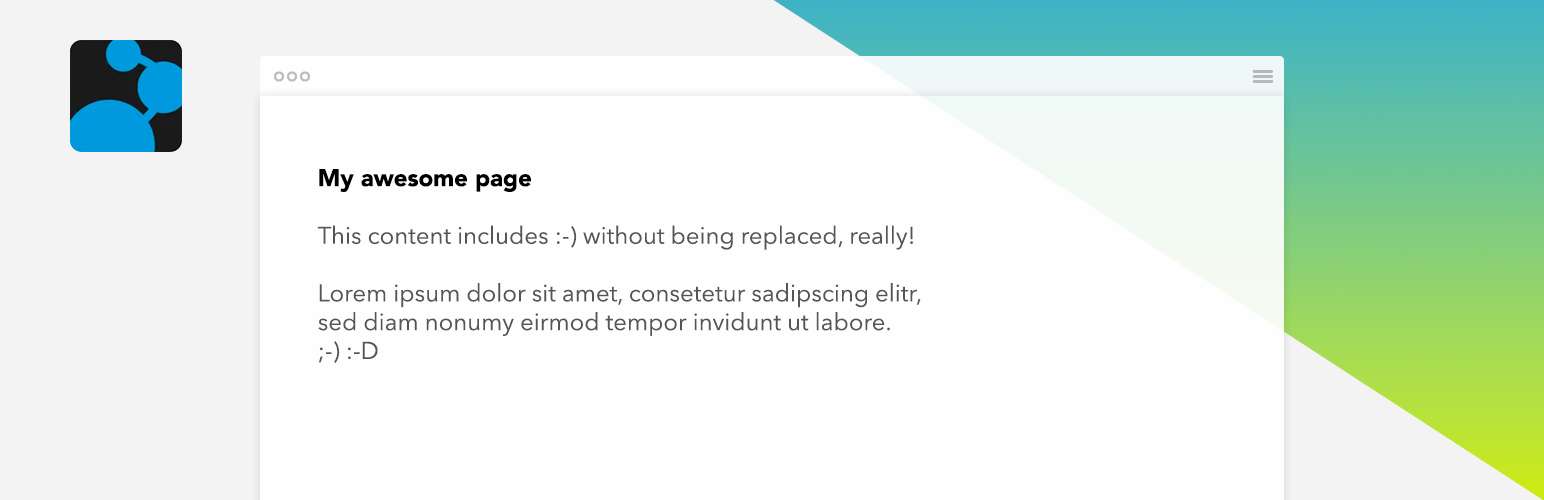 My awesome page
This content includes :-) without being replaced, really!
Lorem ipsum dolor sit amet, consetetur sadipscing elitr,
sed diam nonumy eirmod tempor invidunt ut labore.
;-) :-D